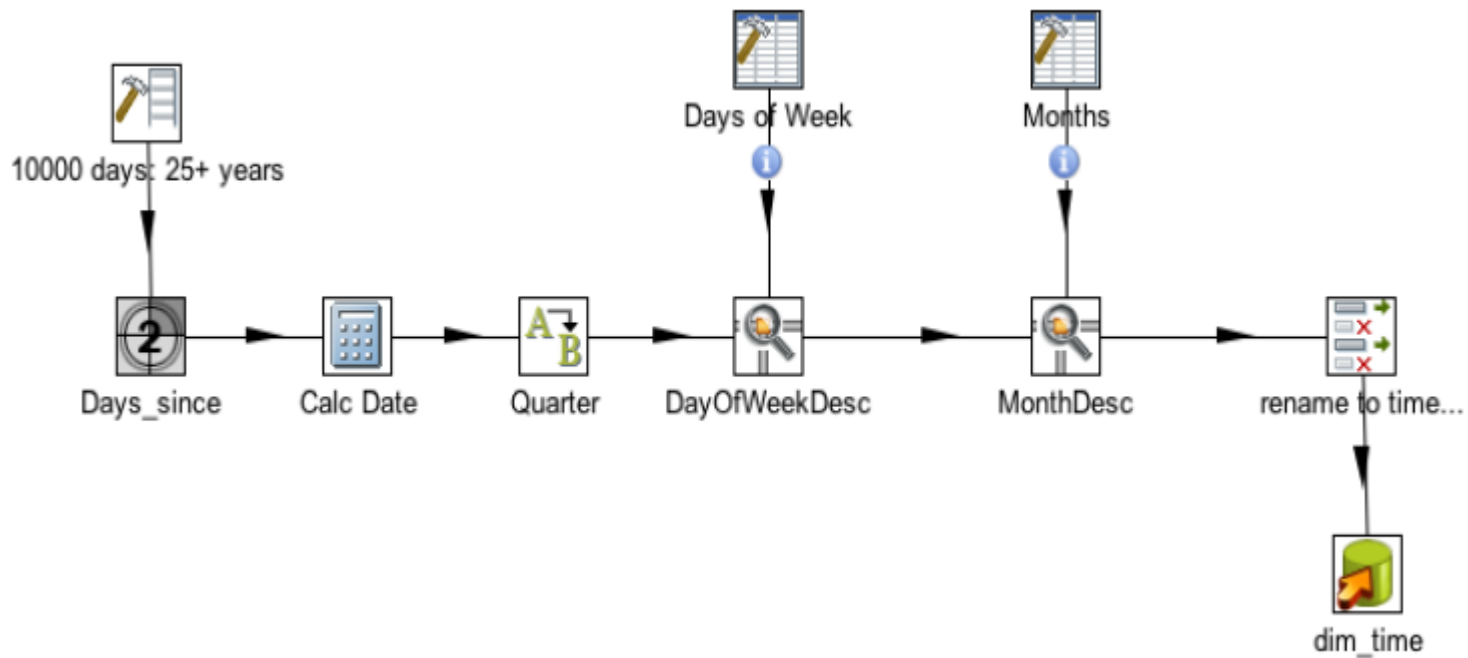 Days of Week
Months
10000 days: 25+ years
i
i
2
A
B
Days_since
Calc Date
Quarter
DayOfWeekDesc
MonthDesc
rename to time...
dim_time